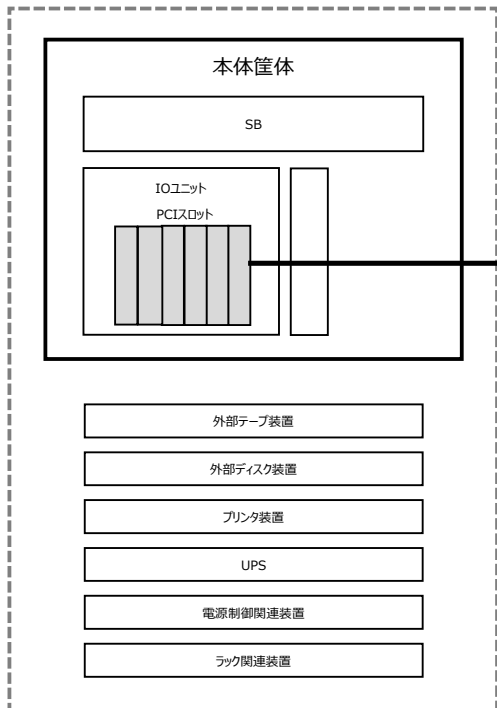 本体筐体
SB
IOユニット
PCIスロット
外部テープ装置
外部ディスク装置
プリンタ装置
UPS
電源制御関連装置
ラック関連装置